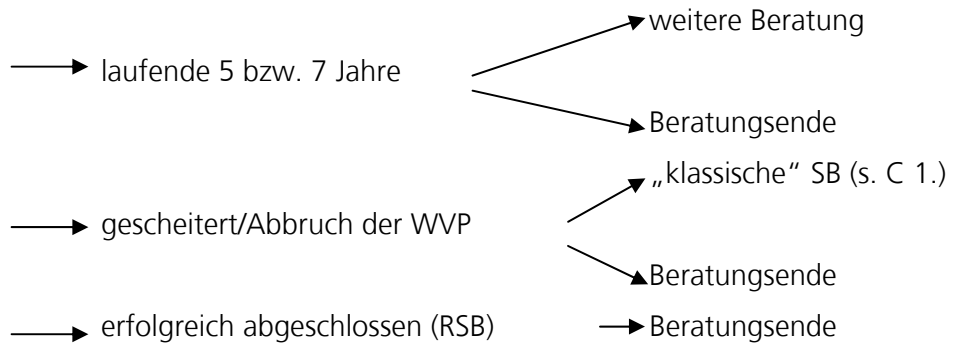 weitere Beratung
laufende 5 bzw. 7 Jahre
Beratungsende
„klassische“ SB (s. C 1.)
gescheitert/Abbruch der WVP
Beratungsende
erfolgreich abgeschlossen (RSB) Beratungsende